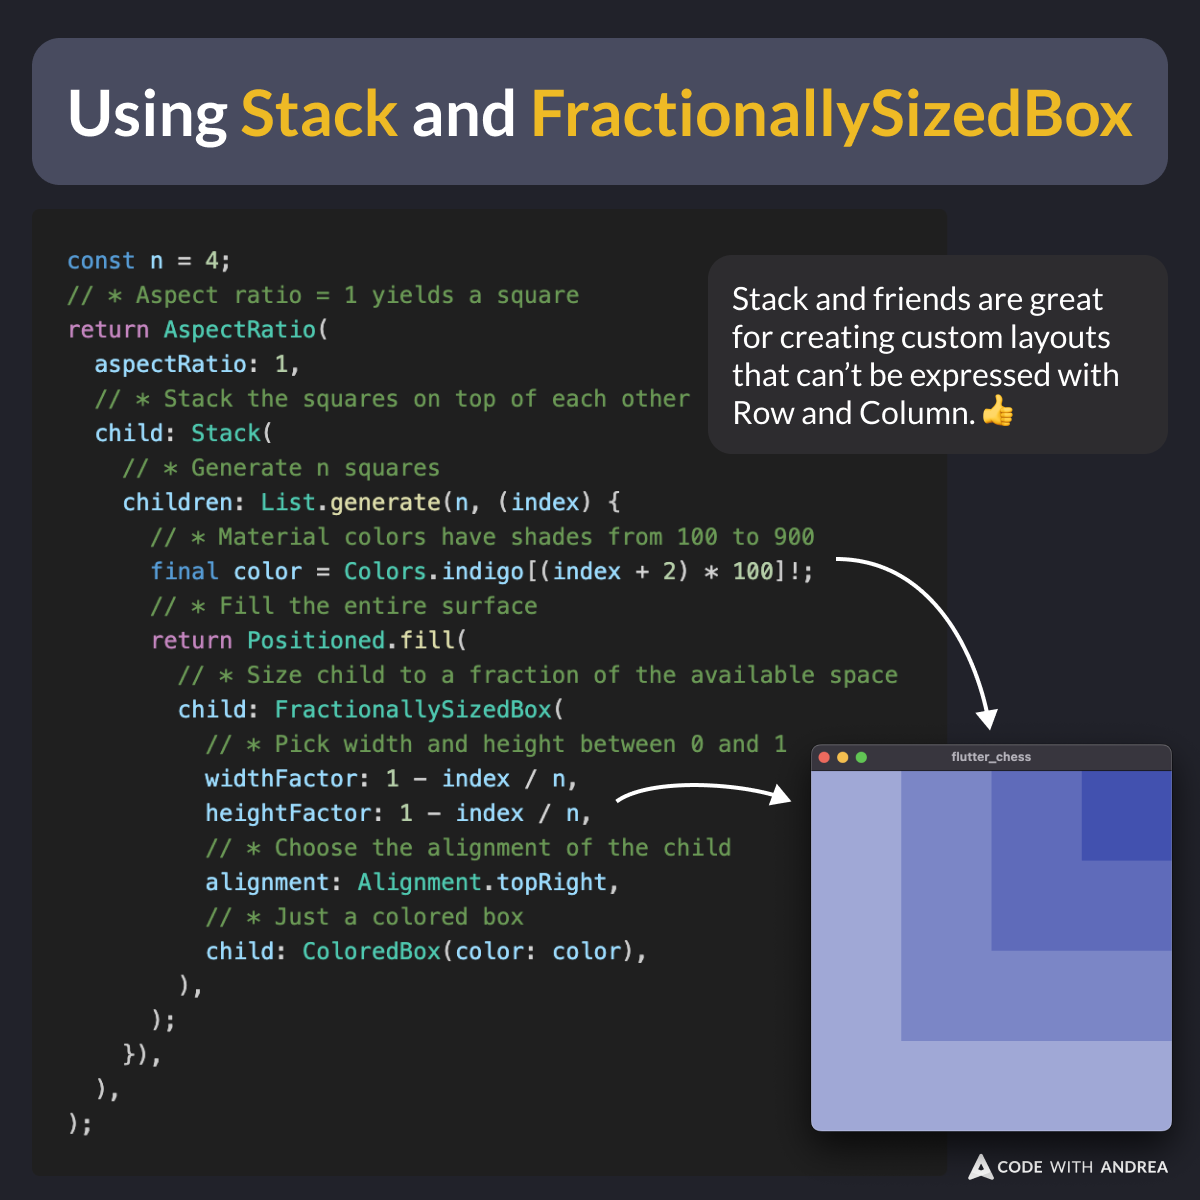 Using Stack and FractionallySizedBox
const n = 4;
// * Aspect ratio = 1 yields a square
return AspectRatio(
  aspectRatio: 1,
  // * Stack the squares on top of each other
  child: Stack(
    // * Generate n squares
    children: List.generate(n, (index) {
      // * Material colors have shades from 100 to 900
      final color = Colors.indigo[(index + 2) * 100]!;
      // * Fill the entire surface
      return Positioned.fill(
        // * Size child to a fraction of the available space
        child: FractionallySizedBox(
          // * Pick width and height between 0 and 1
          widthFactor: 1 - index / n,
          heightFactor: 1 - index / n,
          // * Choose the alignment of the child
          alignment: Alignment.topRight,
          // * Just a colored box
          child: ColoredBox(color: color),
        ),
      );
    }),
  ),
);
Stack and friends are great
for creating custom layouts
that can’t be expressed with
Row and Column. 👍
flutter_chess
CODE WITH ANDREA